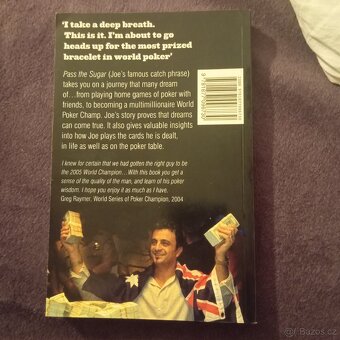 ‘I take a deep breath.
‘This is it. I’m about to go
heads up for the most prized
bracelet in world poker’
Pass the Sugar (Joe’s famous catch phrase)
takes you on a journey that many dream
of…from playing home games of poker with
friends, to becoming a multimillionaire World
Poker Champ. Joe’s story proves that dreams
can come true. It also gives valuable insights
into how Joe plays the cards he is dealt,
in life as well as on the poker table.
I knew for certain that we had gotten the right guy to be
the 2005 World Champion…With this book you get a
sense of the quality of the man, and learn of his poker
wisdom. I hope you enjoy it as much as I have.
Greg Raymer, World Series of Poker Champion, 2004
Bazos.cz